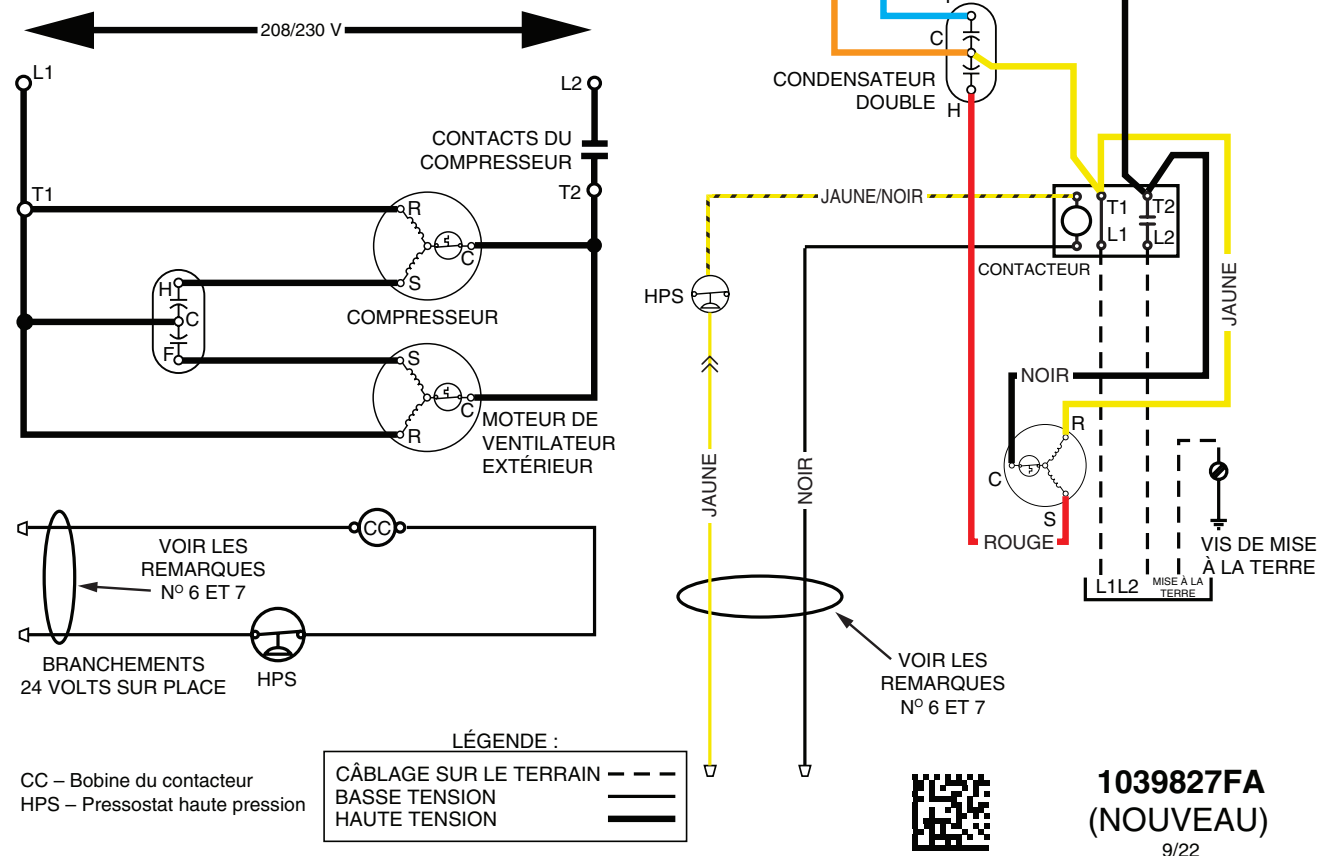 208/230 V
L1
L2
CONTACTS DU
COMPRESSEUR
T1
T2
R
C
S
COMPRESSEUR
H
C
F
S
C
R
MOTEUR DE
VENTILATEUR
EXTÉRIEUR
CC
VOIR LES
REMARQUES
Nº 6 ET 7
BRANCHEMENTS
24 VOLTS SUR PLACE
HPS
CC – Bobine du contacteur
HPS – Pressostat haute pression
LÉGENDE :
CÂBLAGE SUR LE TERRAIN
BASSE TENSION
HAUTE TENSION
C
CONDENSATEUR
DOUBLE
H
JAUNE/NOIR
T1
T2
L1
L2
CONTACTEUR
HPS
JAUNE
NOIR
JAUNE
NOIR
R
C
S
ROUGE
VIS DE MISE
À LA TERRE
L1
L2
MISE À LA
TERRE
VOIR LES
REMARQUES
Nº 6 ET 7
1039827FA
(NOUVEAU)
9/22